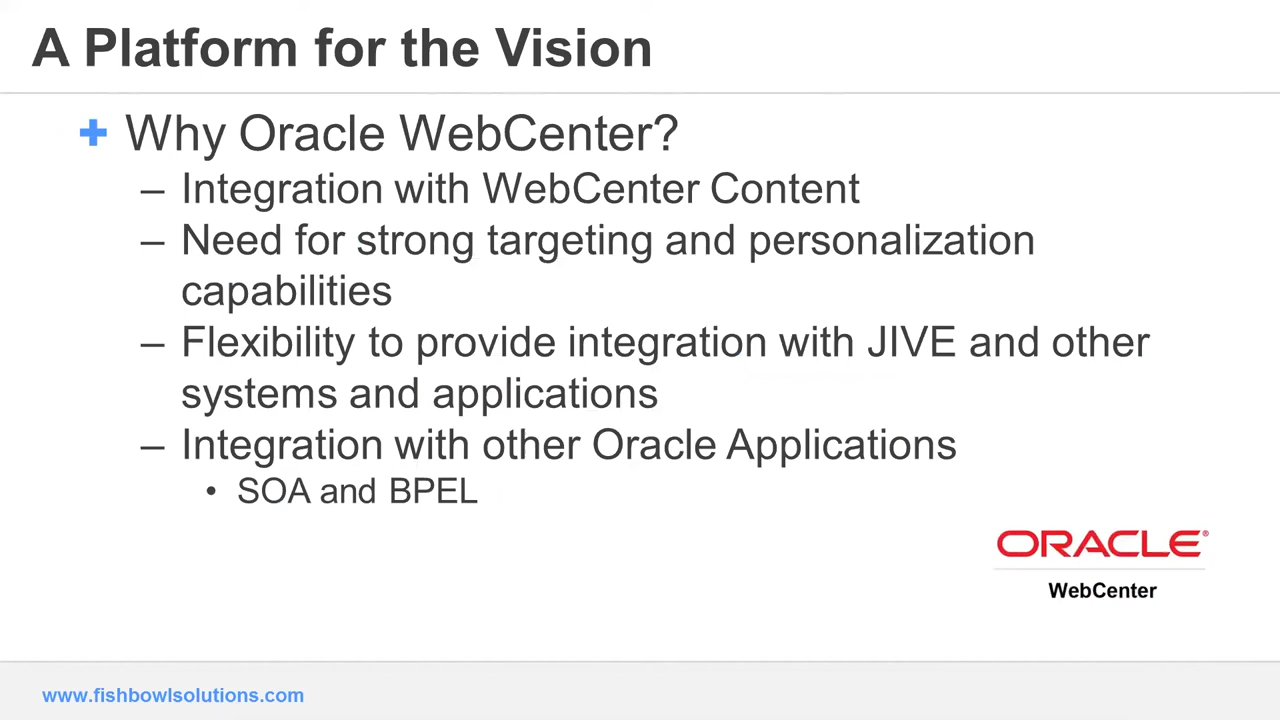 A Platform for the Vision
+ Why Oracle WebCenter?
– Integration with WebCenter Content
– Need for strong targeting and personalization
capabilities
– Flexibility to provide integration with JIVE and other
systems and applications
– Integration with other Oracle Applications
• SOA and BPEL
ORACLE®
WebCenter
www.fishbowlsolutions.com